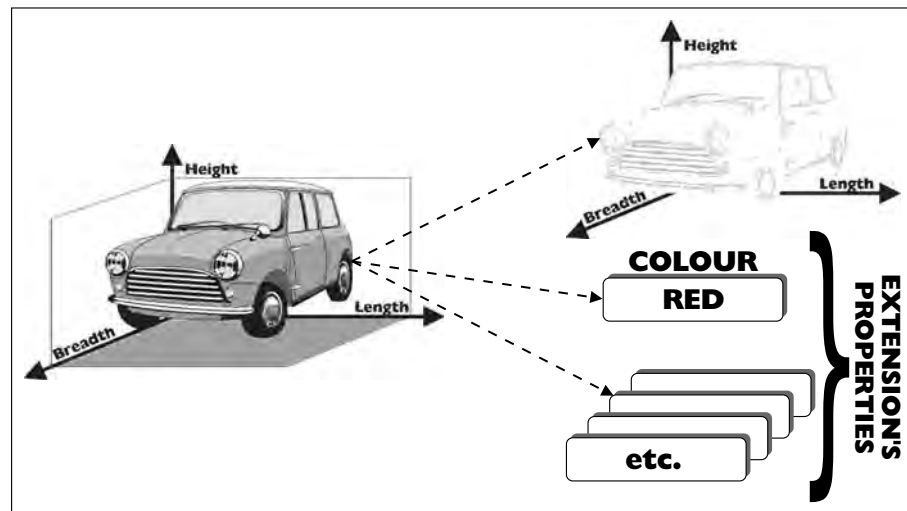 Height
Length
Breadth
Height
Length
Breadth
COLOUR
RED
etc.
EXTENSION'S
PROPERTIES